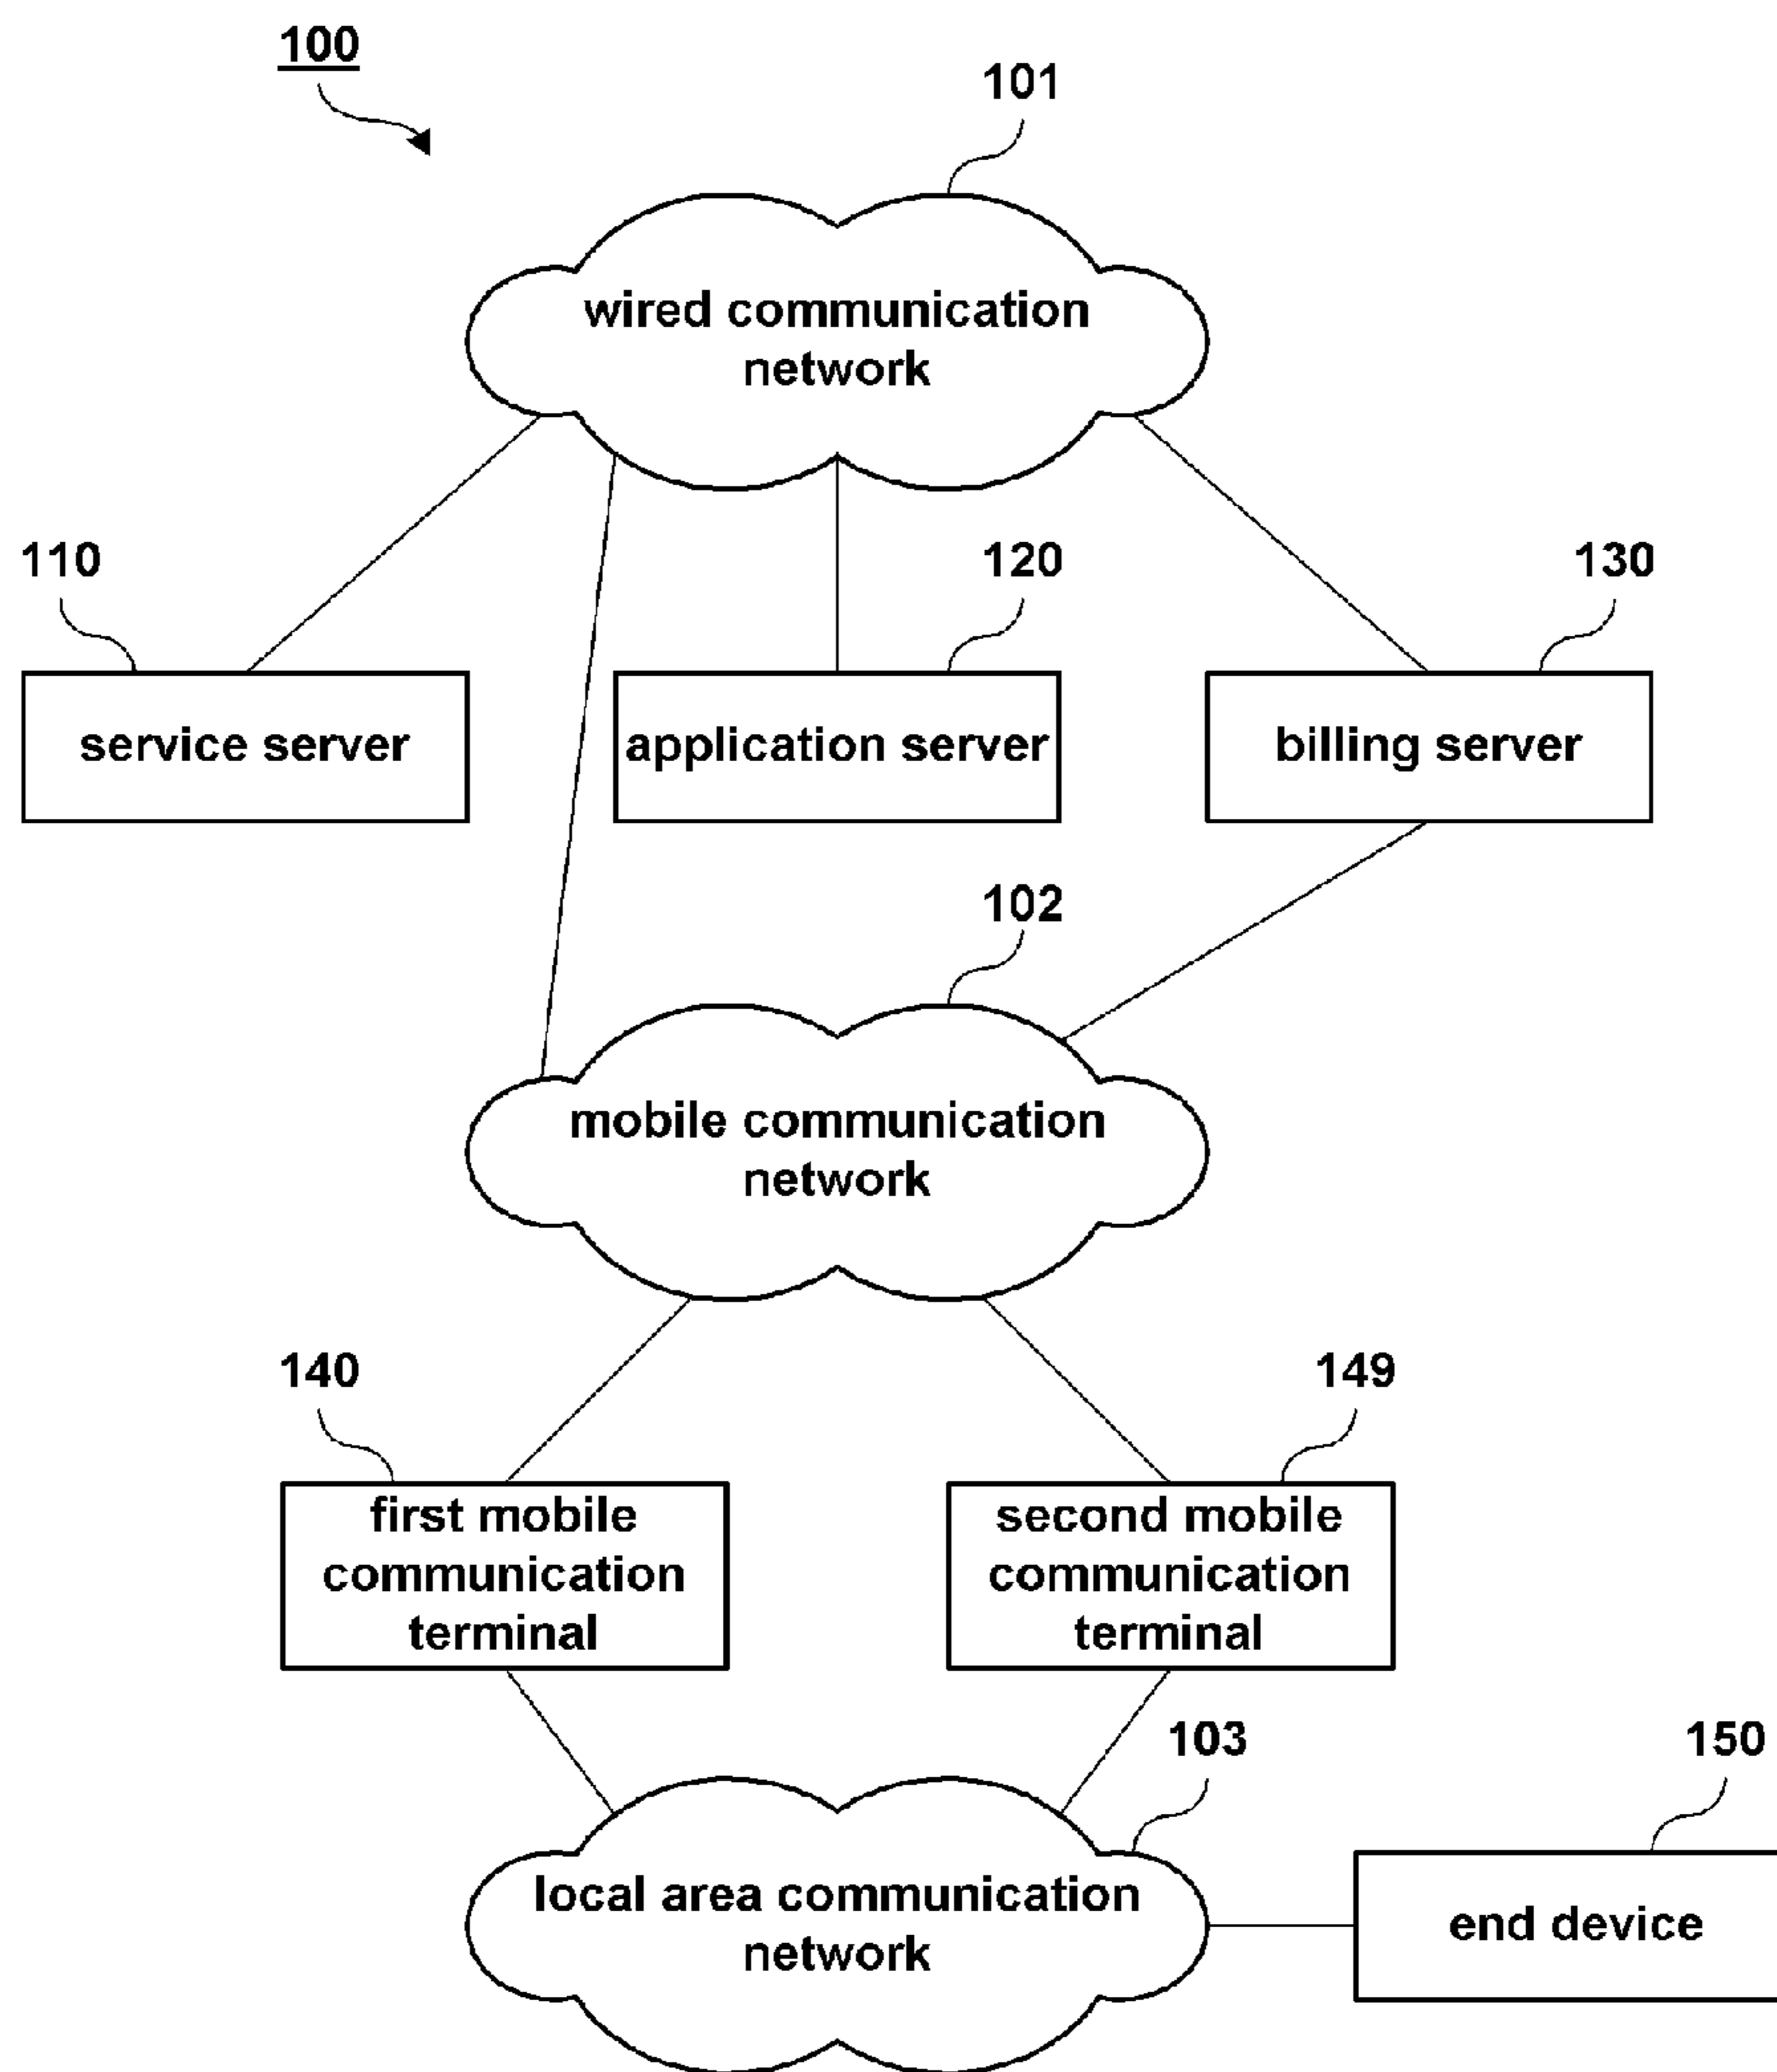 100
101
wired communication
network
110
120
130
service server
application server
billing server
102
mobile communication
network
140
149
first mobile
communication
terminal
second mobile
communication
terminal
103
150
local area communication
network
end device